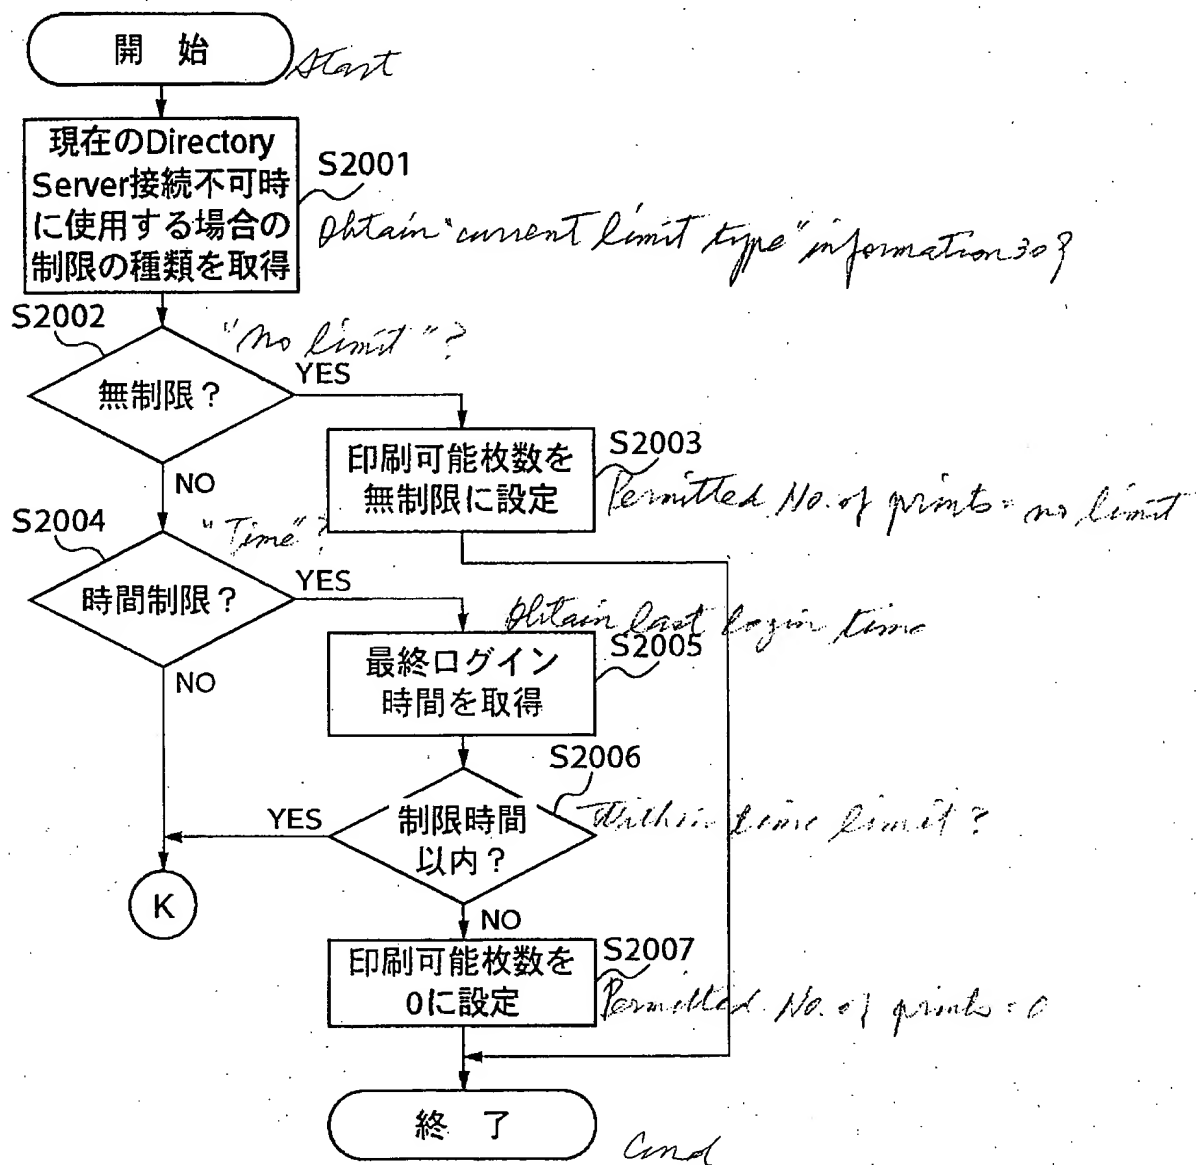 開 始
Start
現在のDirectory
Server接続不可時
に使用する場合の
制限の種類を取得
S2001
Obtain "current limit type" information 309
S2002
"No limit"?
無制限?
YES
NO
印刷可能枚数を
無制限に設定
S2003
Permitted No. of prints = no limit
S2004
"Time"?
時間制限?
YES
NO
Obtain last login time
最終ログイン
時間を取得
S2005
S2006
制限時間
以内?
Within time limit?
YES
NO
K
印刷可能枚数を
0に設定
S2007
Permitted No. of prints = 0
終 了
End